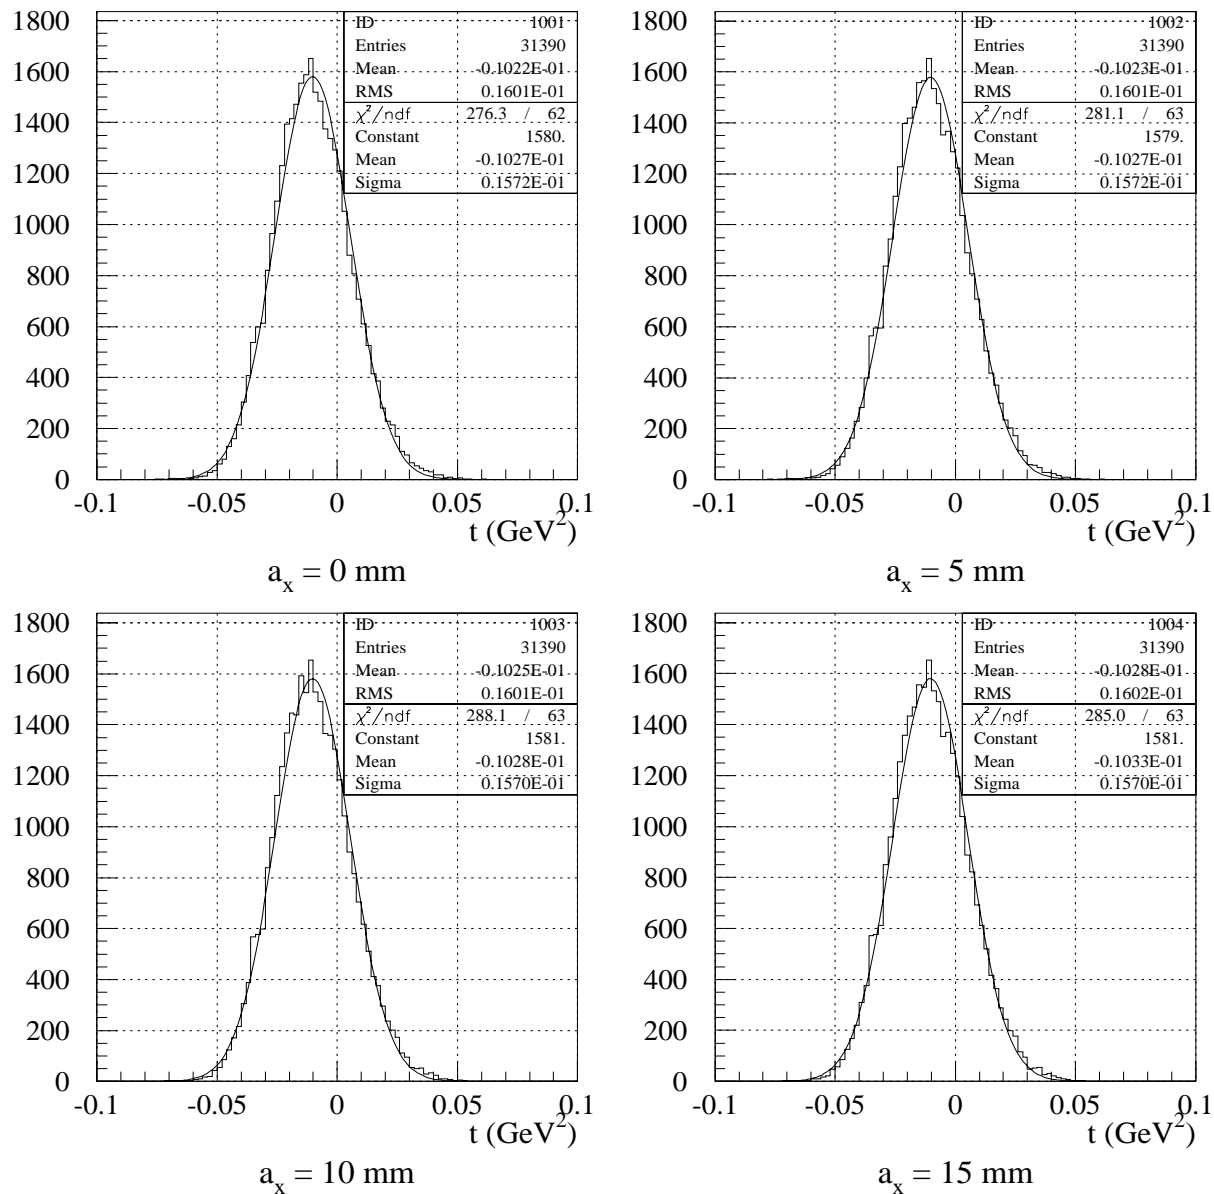 ID 1001
Entries 31390
Mean -0.1022E-01
RMS 0.1601E-01
χ²/ndf 276.3 / 62
Constant 1580.
Mean -0.1027E-01
Sigma 0.1572E-01
1800
1600
1400
1200
1000
800
600
400
200
0
-0.1 -0.05 0 0.05 0.1
t (GeV²)
a_x = 0 mm
ID 1002
Entries 31390
Mean -0.1023E-01
RMS 0.1601E-01
χ²/ndf 281.1 / 63
Constant 1579.
Mean -0.1027E-01
Sigma 0.1572E-01
1800
1600
1400
1200
1000
800
600
400
200
0
-0.1 -0.05 0 0.05 0.1
t (GeV²)
a_x = 5 mm
ID 1003
Entries 31390
Mean -0.1025E-01
RMS 0.1601E-01
χ²/ndf 288.1 / 63
Constant 1581.
Mean -0.1028E-01
Sigma 0.1570E-01
1800
1600
1400
1200
1000
800
600
400
200
0
-0.1 -0.05 0 0.05 0.1
t (GeV²)
a_x = 10 mm
ID 1004
Entries 31390
Mean -0.1028E-01
RMS 0.1602E-01
χ²/ndf 285.0 / 63
Constant 1581.
Mean -0.1033E-01
Sigma 0.1570E-01
1800
1600
1400
1200
1000
800
600
400
200
0
-0.1 -0.05 0 0.05 0.1
t (GeV²)
a_x = 15 mm